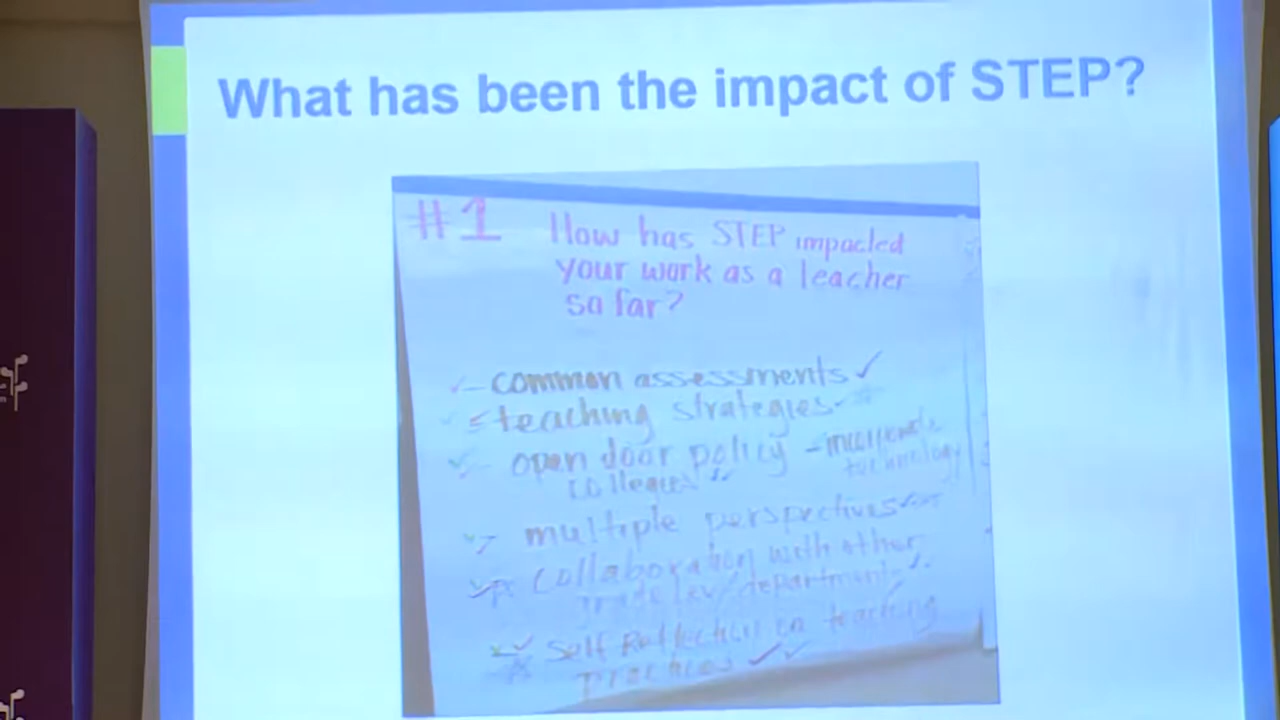 What has been the impact of STEP?
#1 How has STEP impacted
your work as a teacher
so far?
- common assessments ✓
- teaching strategies
open door policy -
multiple perspectives
collaboration with other
grade lev/departments
Self Reflection on teaching
practices ✓✓